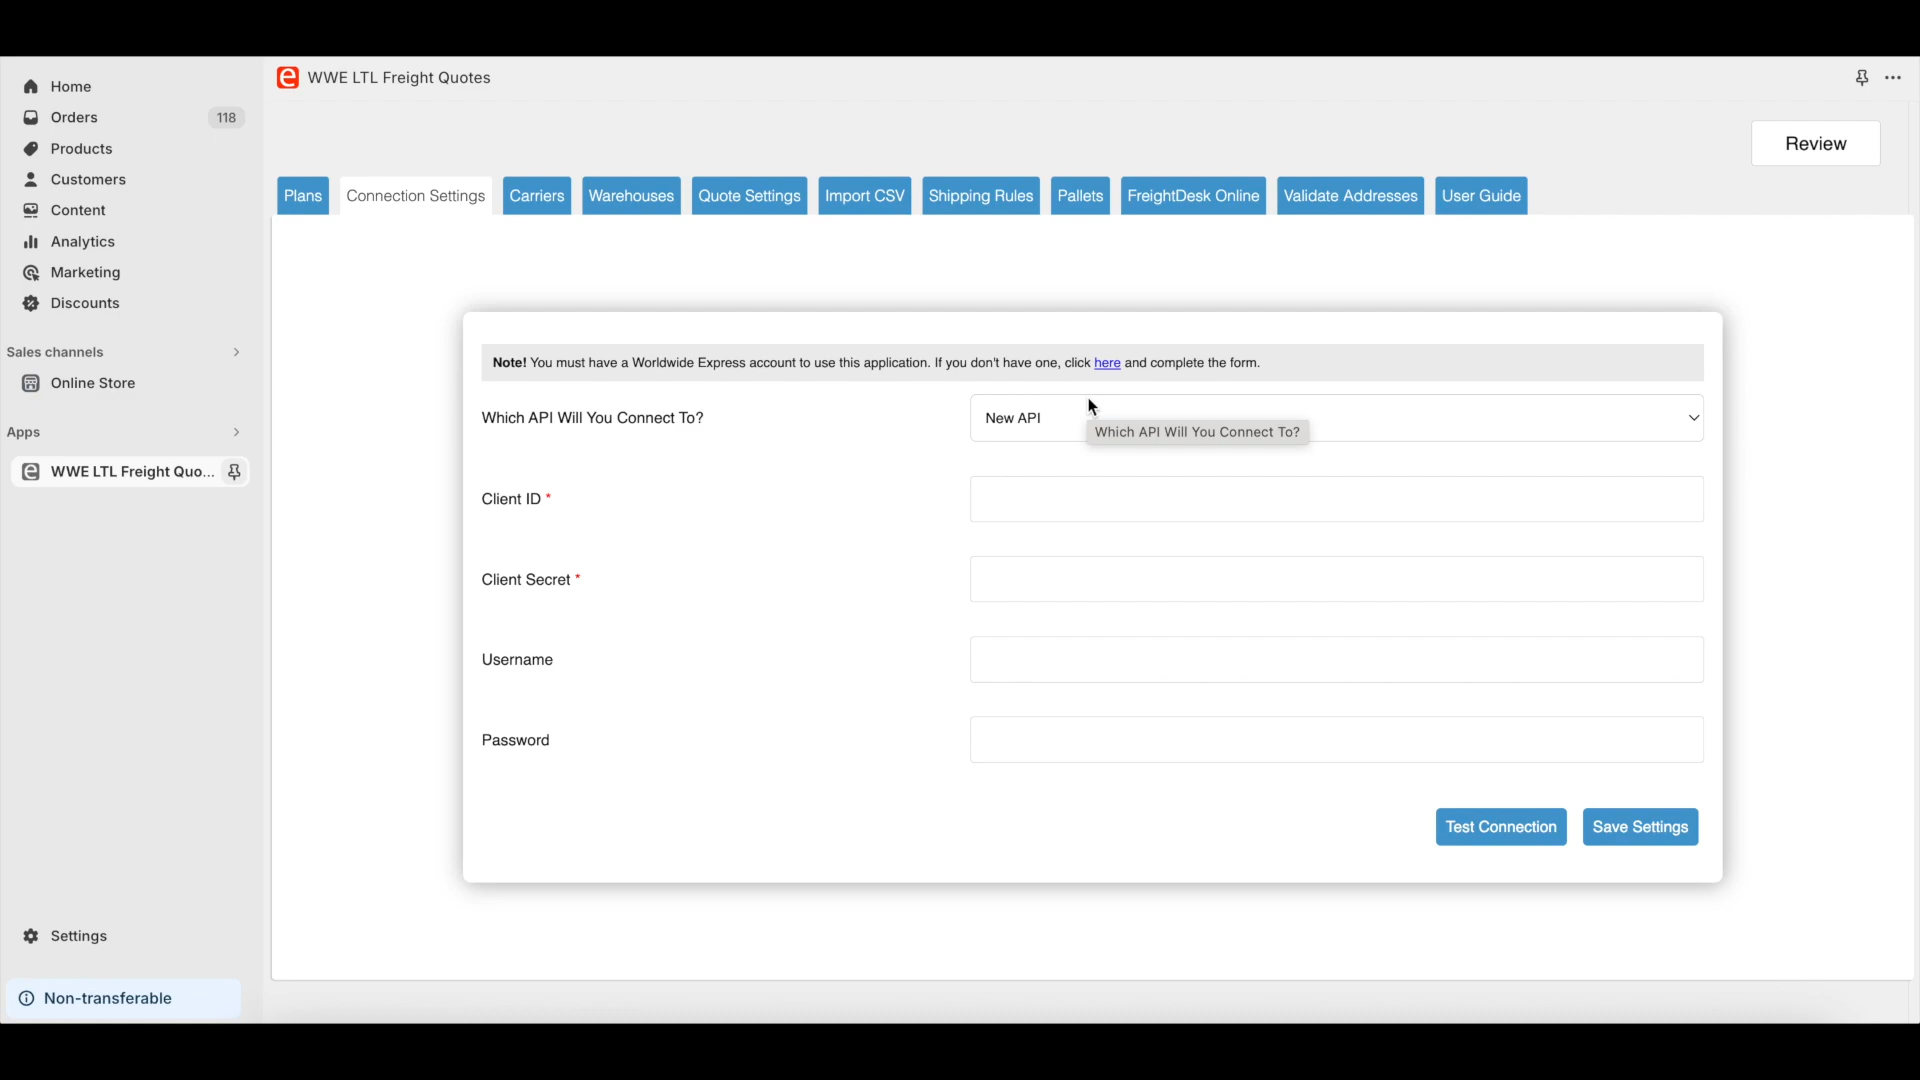 Home
Orders 118
Products
Customers
Content
Analytics
Marketing
Discounts
Sales channels
Online Store
Apps
WWE LTL Freight Quo...
Settings
Non-transferable
WWE LTL Freight Quotes
Review
Plans Connection Settings Carriers Warehouses Quote Settings Import CSV Shipping Rules Pallets FreightDesk Online Validate Addresses User Guide
Note! You must have a Worldwide Express account to use this application. If you don't have one, click here and complete the form.
Which API Will You Connect To? New API
Which API Will You Connect To?
Client ID *
Client Secret *
Username
Password
Test Connection Save Settings